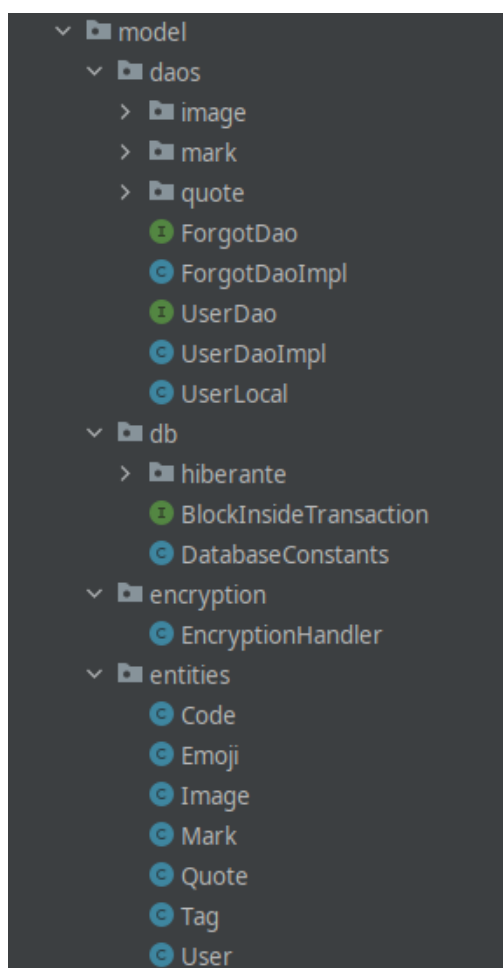 model
daos
image
mark
quote
ForgotDao
ForgotDaoImpl
UserDao
UserDaoImpl
UserLocal
db
hiberante
BlockInsideTransaction
DatabaseConstants
encryption
EncryptionHandler
entities
Code
Emoji
Image
Mark
Quote
Tag
User